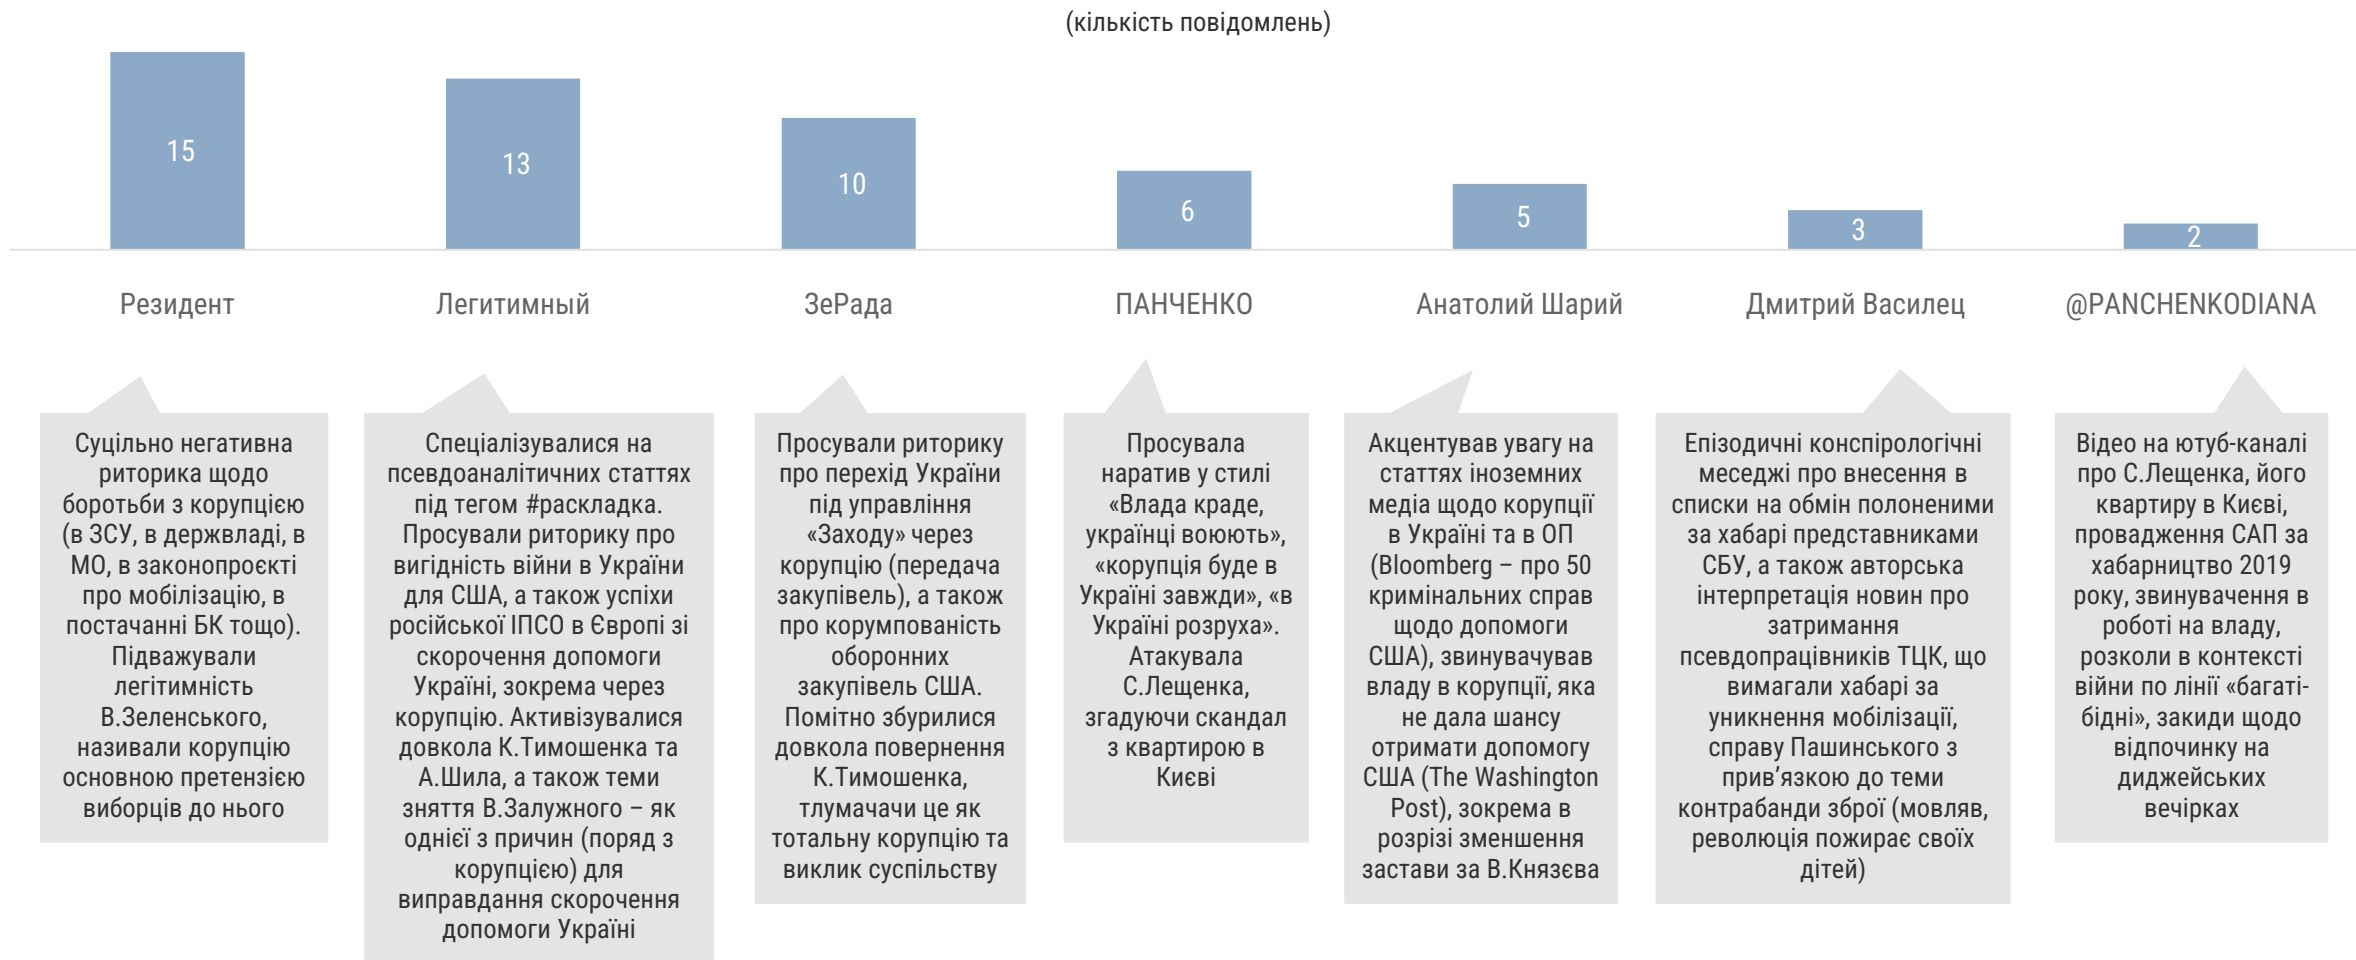 (кількість повідомлень)
15
13
10
6
5
3
2
Резидент
Легитимный
ЗеРада
ПАНЧЕНКО
Анатолий Шарий
Дмитрий Василец
@PANCHENKODIANA
Суцільно негативна
риторика щодо
боротьби з корупцією
(в ЗСУ, в держвладі, в
МО, в законопроєкті
про мобілізацію, в
постачанні БК тощо).
Підважували
легітимність
В.Зеленського,
називали корупцію
основною претензією
виборців до нього
Спеціалізувалися на
псевдоаналітичних статтях
під тегом #раскладка.
Просували риторику про
вигідність війни в України
для США, а також успіхи
російської ІПСО в Європі зі
скорочення допомоги
Україні, зокрема через
корупцію. Активізувалися
довкола К.Тимошенка та
А.Шила, а також теми
зняття В.Залужного – як
однієї з причин (поряд з
корупцією) для
виправдання скорочення
допомоги Україні
Просували риторику
про перехід України
під управління
«Заходу» через
корупцію (передача
закупівель), а також
про корумпованість
оборонних
закупівель США.
Помітно збурилися
довкола повернення
К.Тимошенка,
тлумачачи це як
тотальну корупцію та
виклик суспільству
Просувала
наратив у стилі
«Влада краде,
українці воюють»,
«корупція буде в
Україні завжди», «в
Україні розруха».
Атакувала
С.Лещенка,
згадуючи скандал
з квартирою в
Києві
Акцентував увагу на
статтях іноземних
медіа щодо корупції
в Україні та в ОП
(Bloomberg – про 50
кримінальних справ
щодо допомоги
США), звинувачував
владу в корупції, яка
не дала шансу
отримати допомогу
США (The Washington
Post), зокрема в
розрізі зменшення
застави за В.Князєва
Епізодичні конспірологічні
меседжі про внесення в
списки на обмін полоненими
за хабарі представниками
СБУ, а також авторська
інтерпретація новин про
затримання
псевдопрацівників ТЦК, що
вимагали хабарі за
уникнення мобілізації,
справу Пашинського з
прив’язкою до теми
контрабанди зброї (мовляв,
революція пожирає своїх
дітей)
Відео на ютуб-каналі
про С.Лещенка, його
квартиру в Києві,
провадження САП за
хабарництво 2019
року, звинувачення в
роботі на владу,
розколи в контексті
війни по лінії «багаті-
бідні», закиди щодо
відпочинку на
диджейських
вечірках